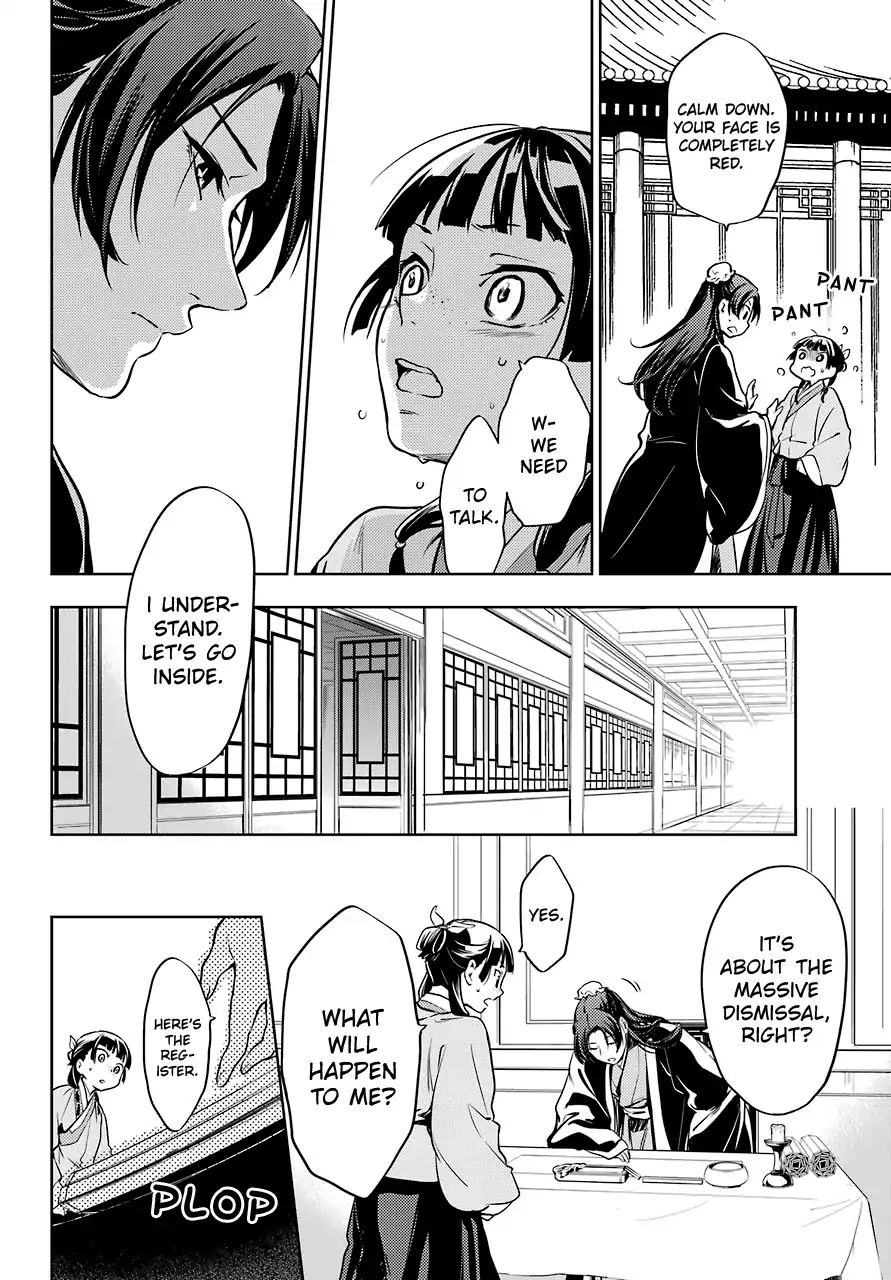 CALM DOWN.
YOUR FACE IS
COMPLETELY
RED.
PANT
PANT
W-
WE
NEED
TO
TALK.
I UNDER-
STAND.
LET'S GO
INSIDE.
IT'S
ABOUT THE
MASSIVE
DISMISSAL,
RIGHT?
YES.
WHAT
WILL
HAPPEN
TO ME?
HERE'S
THE
REG-
ISTER.
PLOP